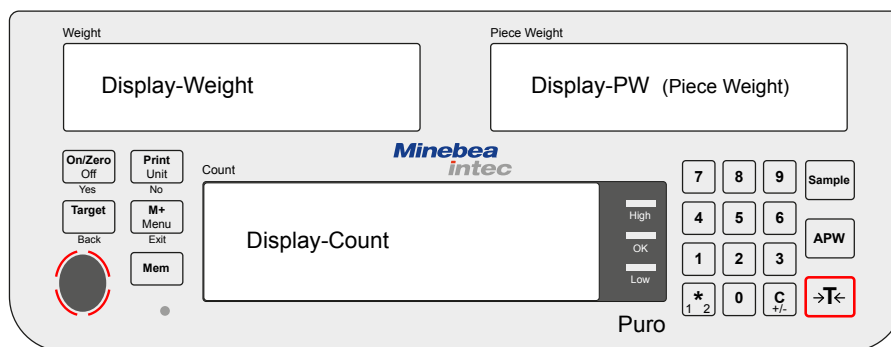 Weight
Display-Weight
Piece Weight
Display-PW (Piece Weight)
Minebea
intec
On/Zero
Off
Yes
Print
Unit
No
Target
Back
M+
Menu
Exit
Mem
Count
Display-Count
High
OK
Low
Puro
7 8 9 Sample
4 5 6
APW
1 2 3
* 1 2
0
C
+/-
→T←